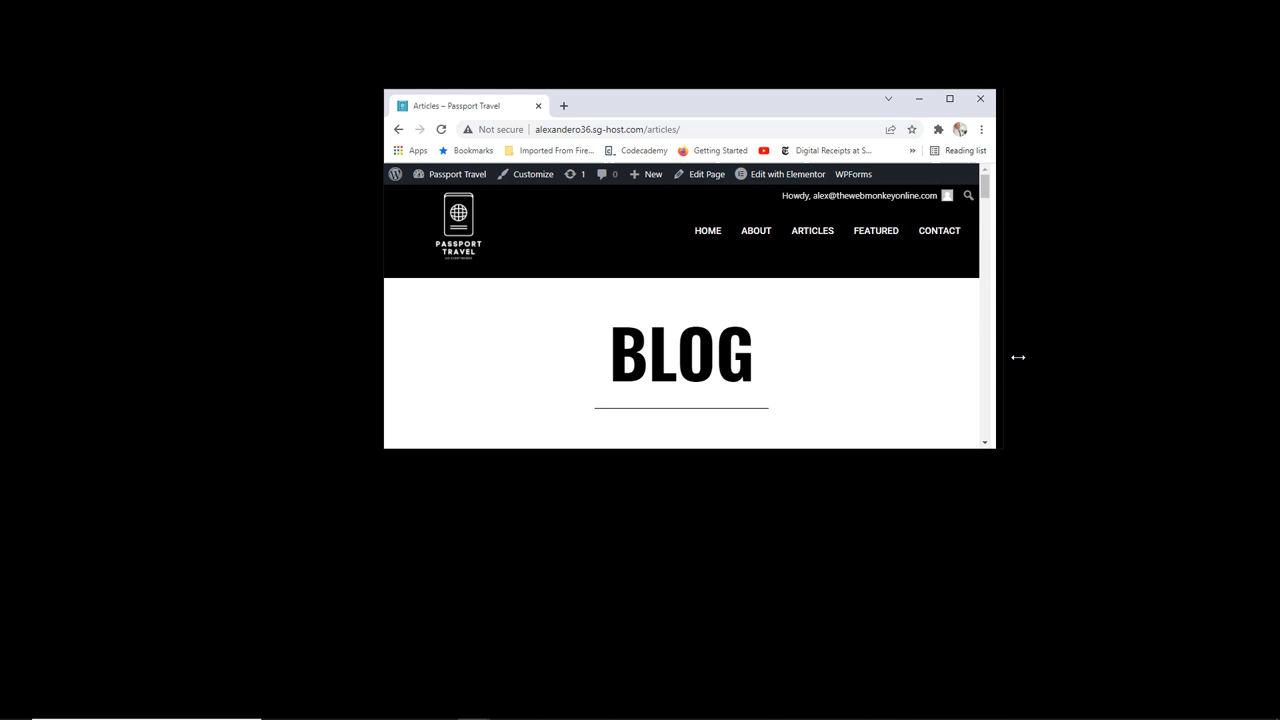 Articles – Passport Travel
Not secure
alexandero36.sg-host.com/articles/
Apps
Bookmarks
Imported From Fire...
Codecademy
Getting Started
Digital Receipts at S...
»
Reading list
Passport Travel
Customize
1
0
New
Edit Page
Edit with Elementor
WPForms
Howdy, alex@thewebmonkeyonline.com
PASSPORT
TRAVEL
HOME
ABOUT
ARTICLES
FEATURED
CONTACT
BLOG